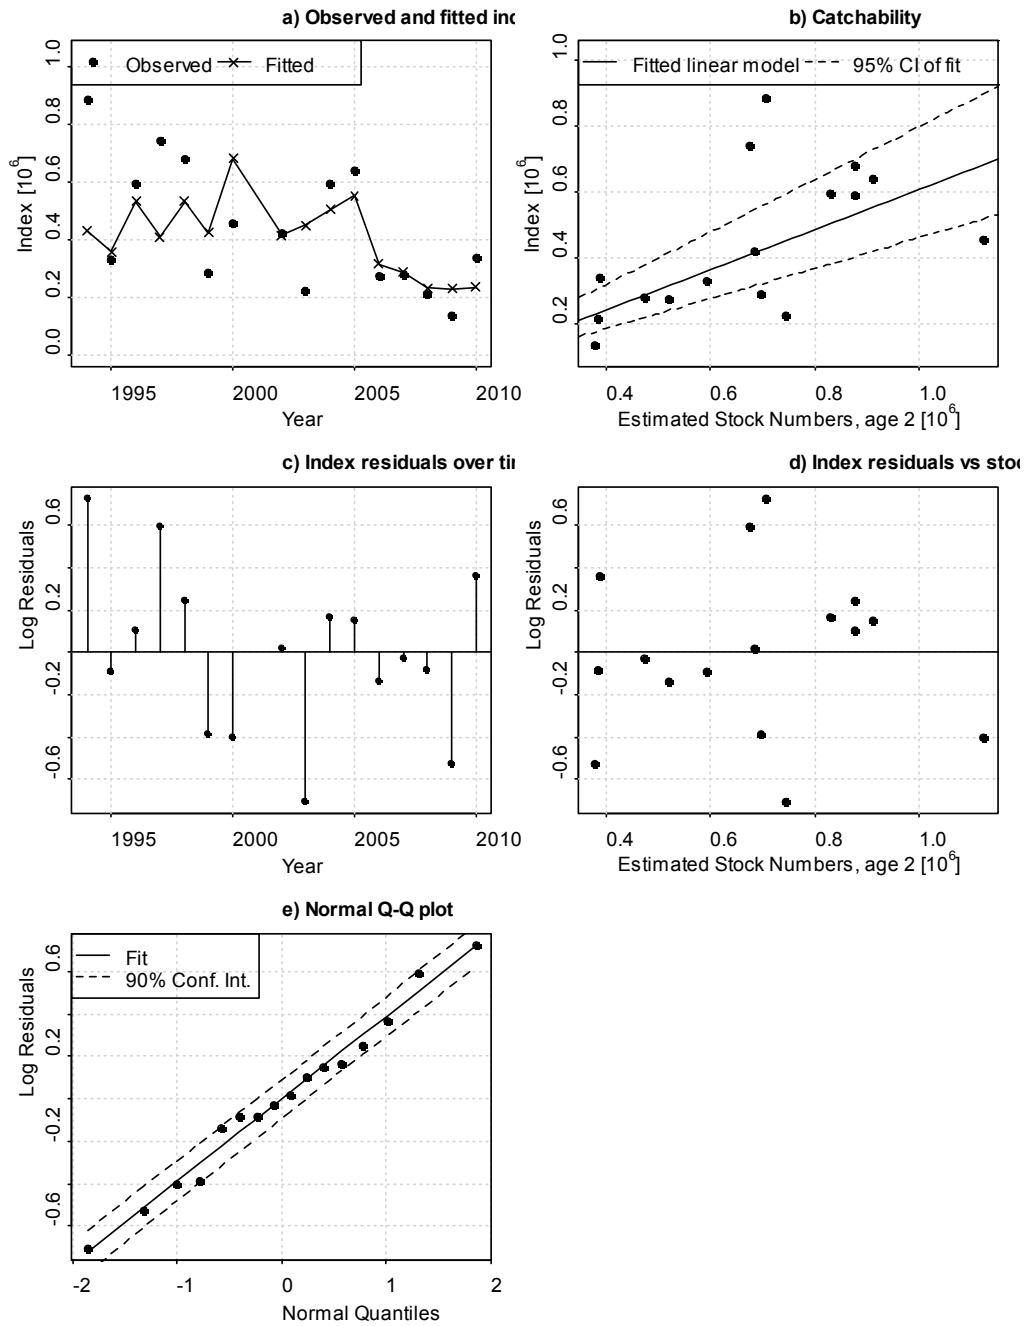 a) Observed and fitted ind
Observed
Fitted
Index [10^6]
0.0 0.2 0.4 0.6 0.8 1.0
1995 2000 2005 2010
Year
b) Catchability
Fitted linear model
95% CI of fit
Index [10^6]
0.2 0.4 0.6 0.8 1.0
0.4 0.6 0.8 1.0
Estimated Stock Numbers, age 2 [10^6]
c) Index residuals over tin
Log Residuals
-0.6 -0.2 0.2 0.6
1995 2000 2005 2010
Year
d) Index residuals vs stoc
Log Residuals
-0.6 -0.2 0.2 0.6
0.4 0.6 0.8 1.0
Estimated Stock Numbers, age 2 [10^6]
e) Normal Q-Q plot
Fit
90% Conf. Int.
Log Residuals
-0.6 -0.2 0.2 0.6
-2 -1 0 1 2
Normal Quantiles